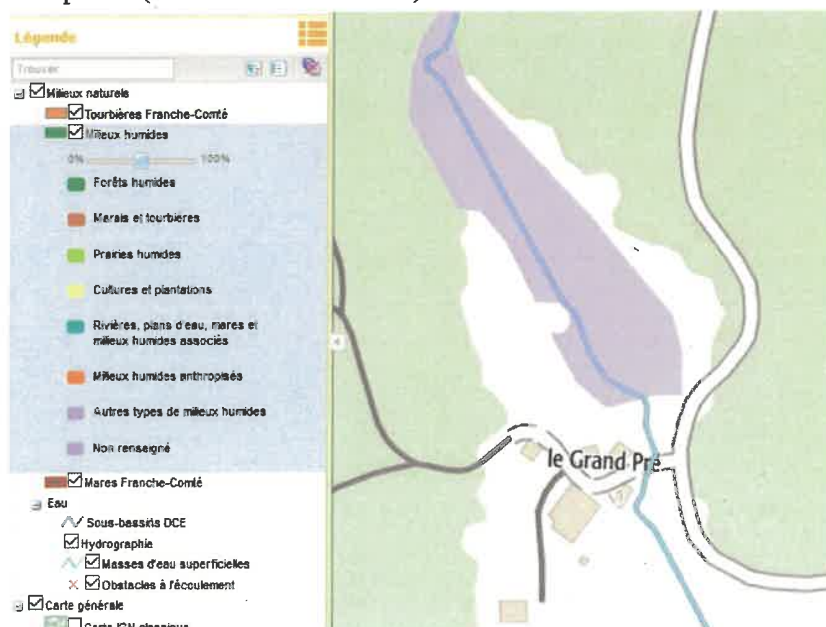 Légende
Trouver
Milieux naturels
Tourbières Franche-Comté
Milieux humides
0% 100%
Forêts humides
Marais et tourbières
Prairies humides
Cultures et plantations
Rivières, plans d'eau, mares et
milieux humides associés
Milieux humides anthropisés
Autres types de milieux humides
Non renseigné
Mares Franche-Comté
Eau
Sous-bassins DCE
Hydrographie
Masses d'eau superficielles
Obstacles à l'écoulement
Carte générale
Carte IGN classique
le Grand Pré